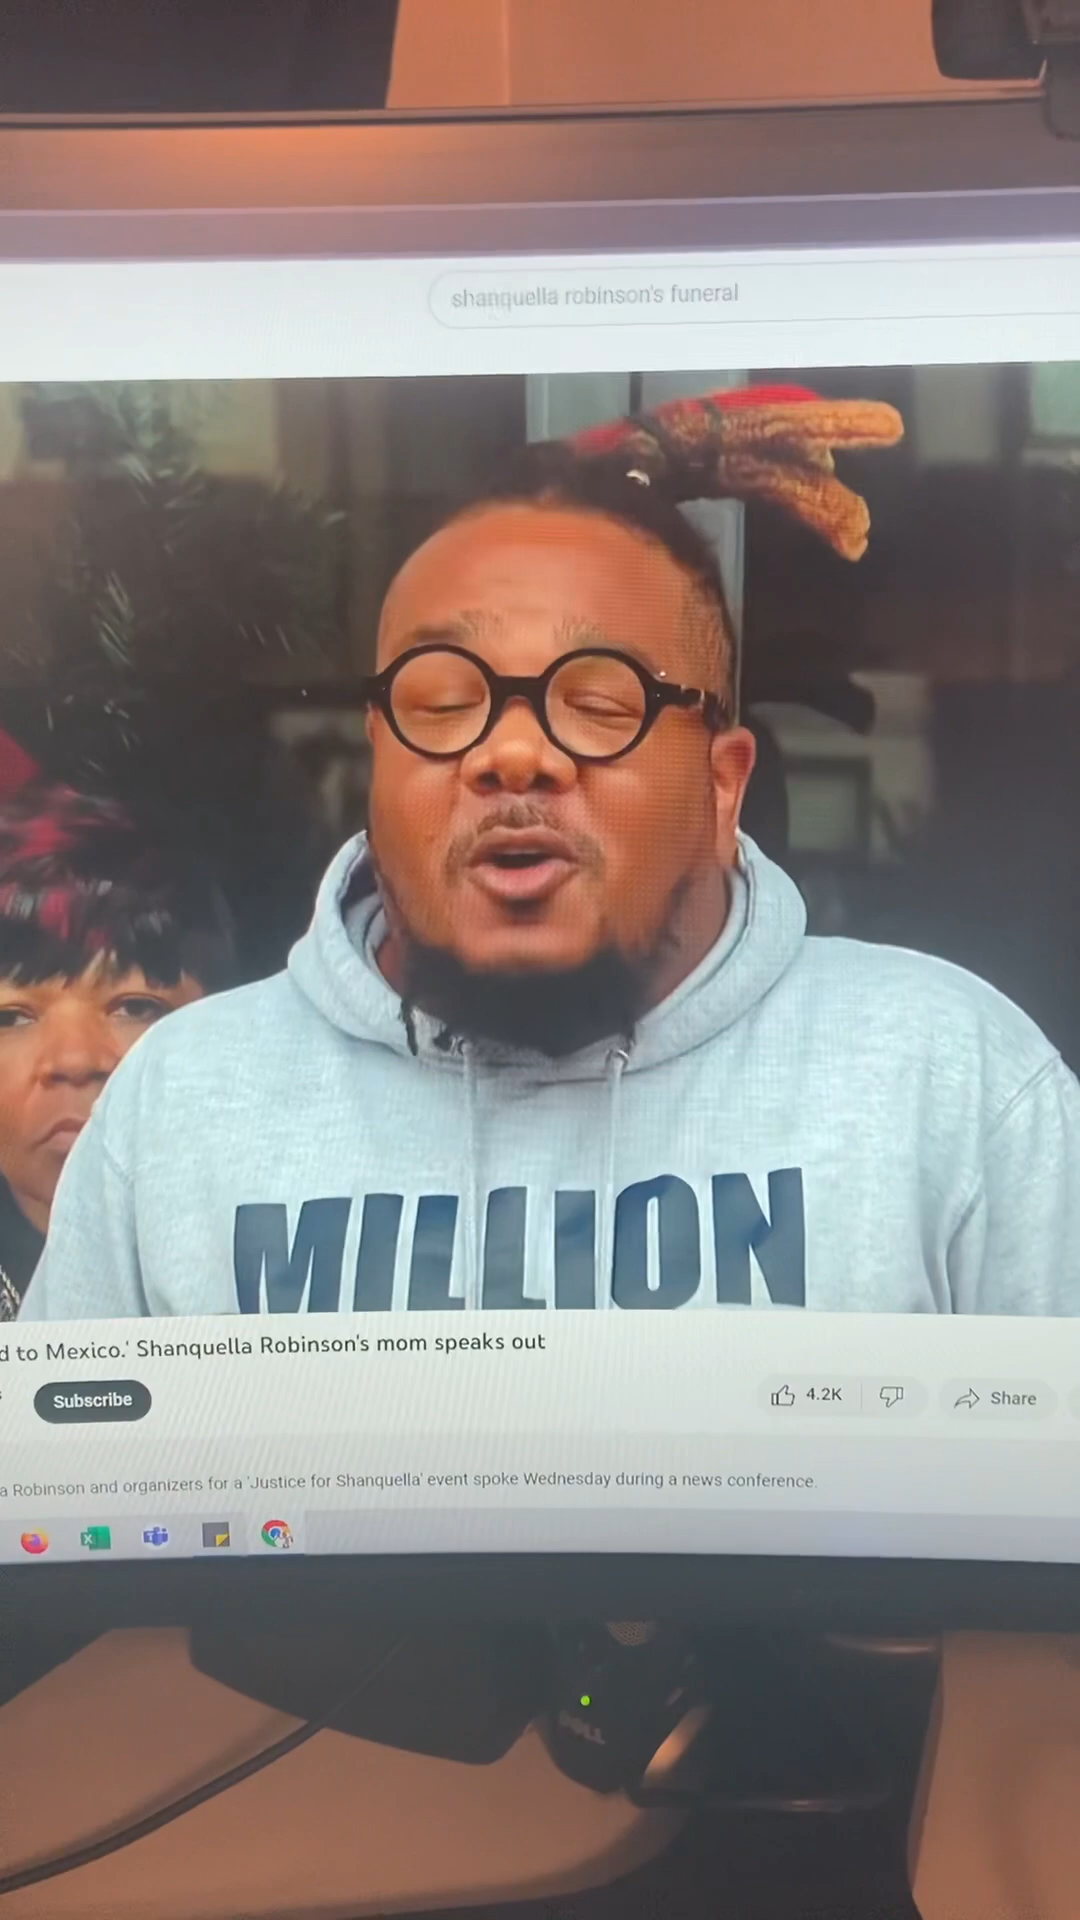 shanquella robinson's funeral
MILLION
d to Mexico.' Shanquella Robinson's mom speaks out
Subscribe
4.2K
Share
a Robinson and organizers for a 'Justice for Shanquella' event spoke Wednesday during a news conference.
DELL